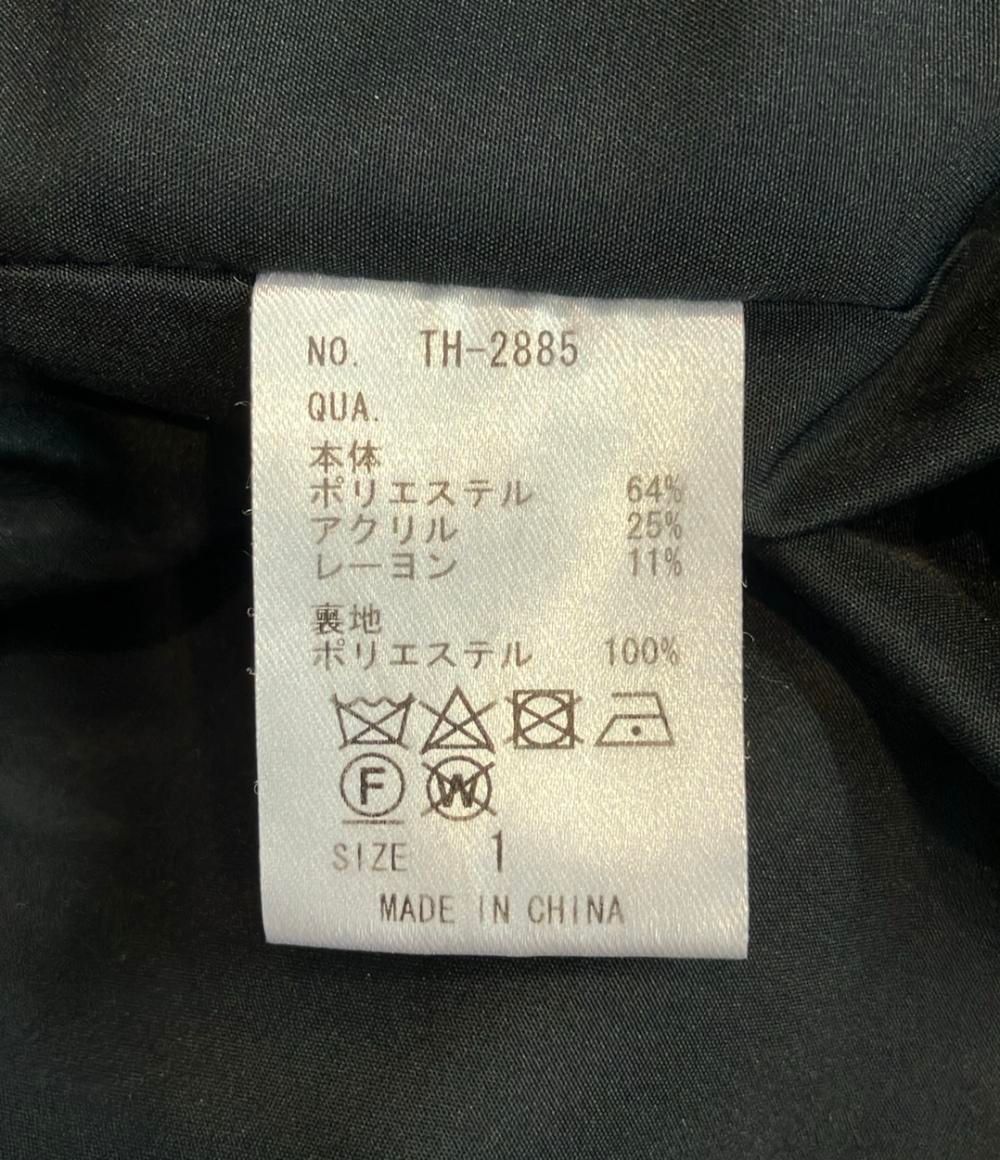 NO. TH-2885
QUA.
本体
ポリエステル 64%
アクリル 25%
レーヨン 11%
裏地
ポリエステル 100%
F W
SIZE 1
MADE IN CHINA